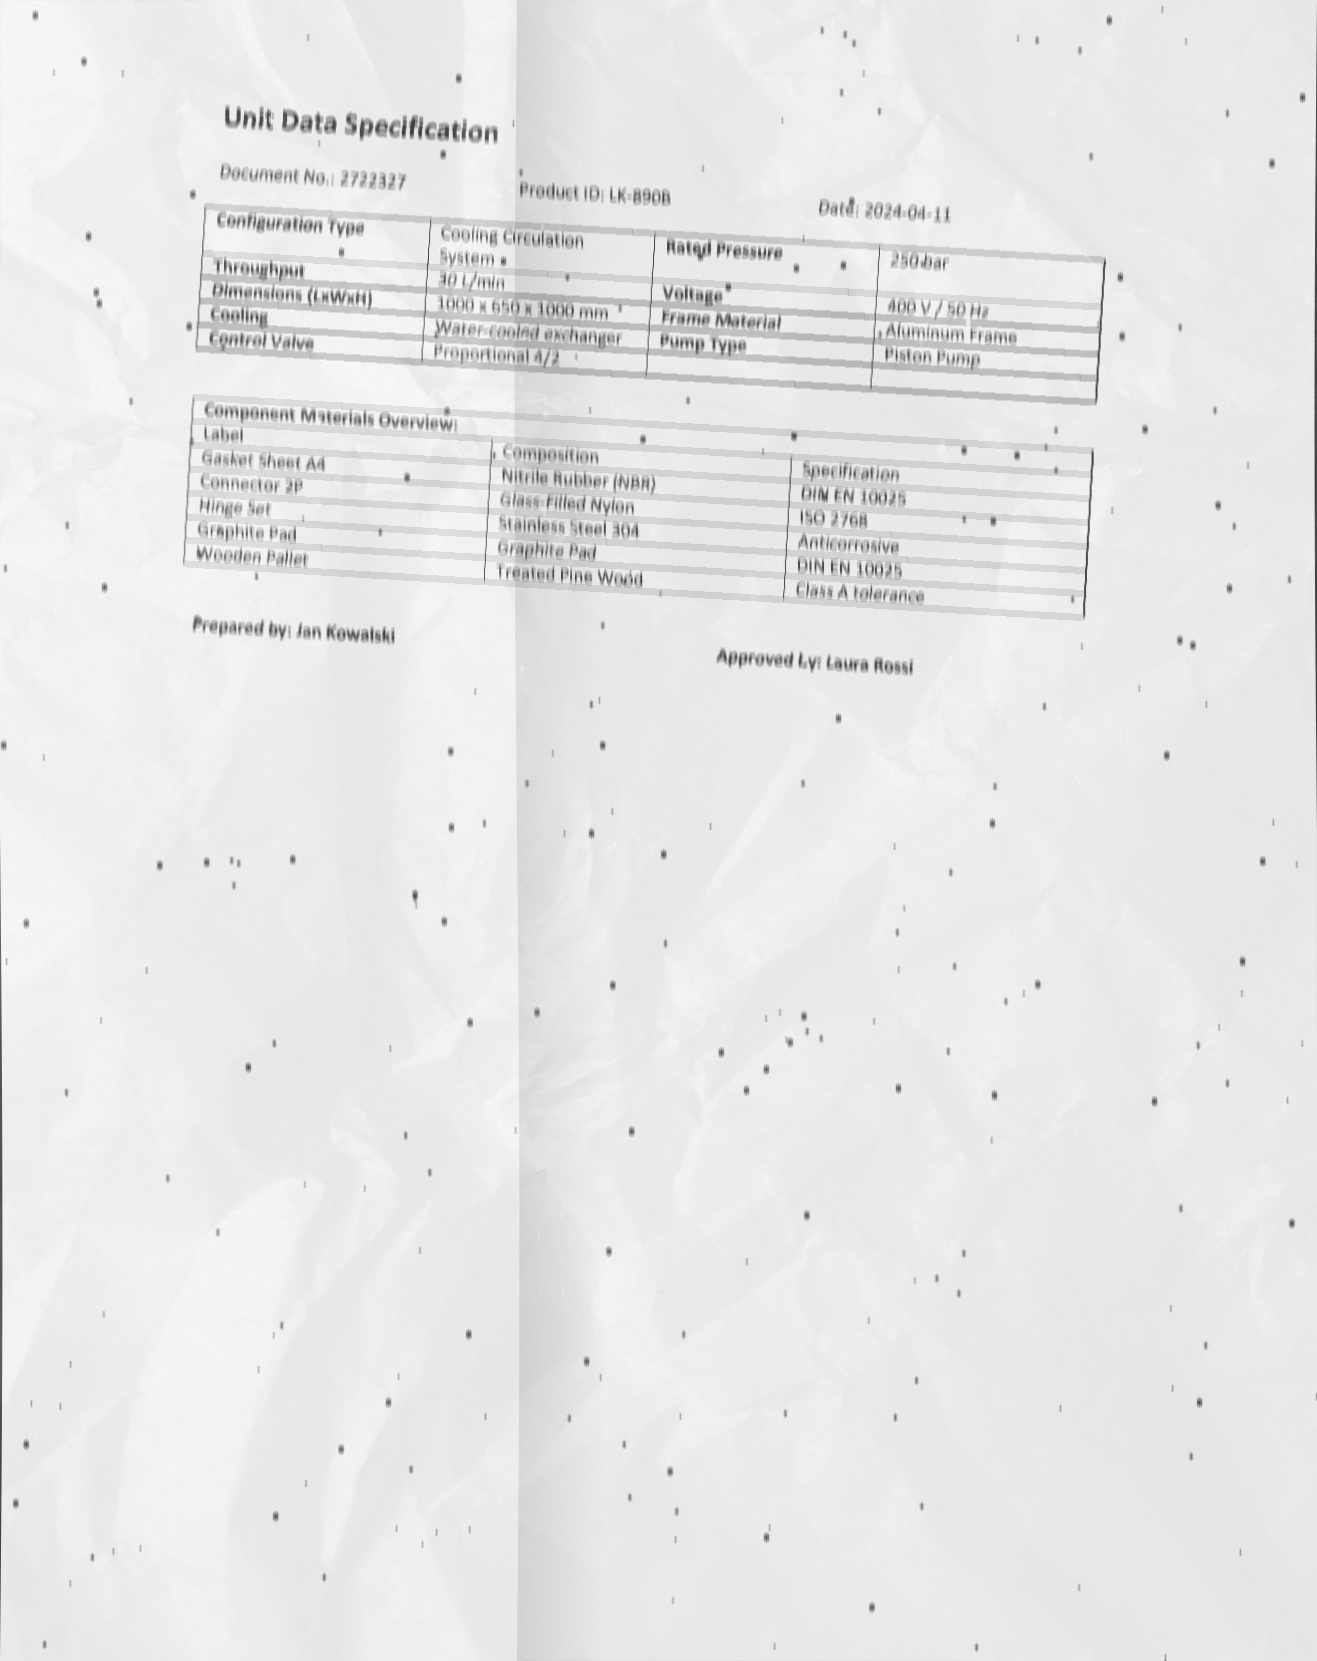 Unit Data Specification
Document No.: 2722327 Product ID: LK-890B Date: 2024-04-11
Configuration Type Cooling Circulation System Rated Pressure 250 bar
Throughput 30 L/min Voltage 400 V / 50 Hz
Dimensions (LxWxH) 1000 x 650 x 1000 mm Frame Material Aluminum Frame
Cooling Water-cooled exchanger Pump Type Piston Pump
Control Valve Proportional 4/2
Component Materials Overview:
Label Composition Specification
Gasket Sheet A4 Nitrile Rubber (NBR) DIN EN 10025
Connector 2P Glass-Filled Nylon ISO 2768
Hinge Set Stainless Steel 304 Anticorrosive
Graphite Pad Graphite Pad DIN EN 10025
Wooden Pallet Treated Pine Wood Class A tolerance
Prepared by: Jan Kowalski Approved by: Laura Rossi